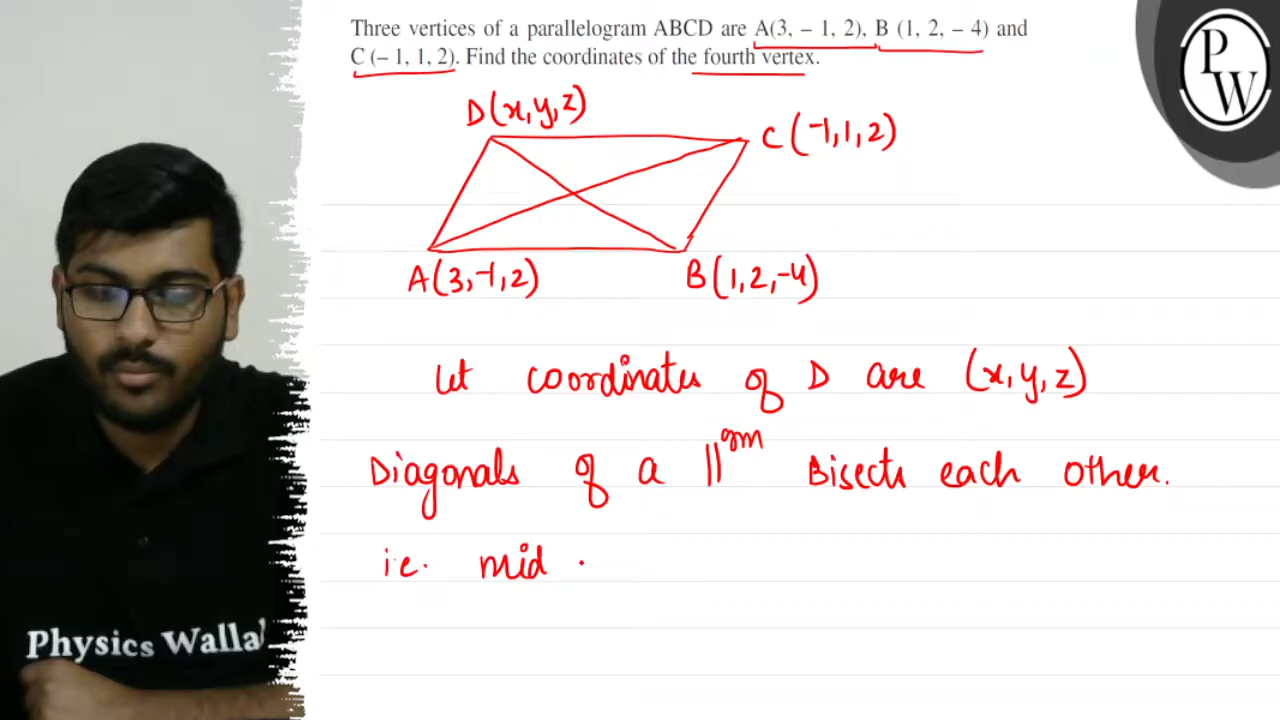 Three vertices of a parallelogram ABCD are A(3, – 1, 2), B (1, 2, – 4) and
C (– 1, 1, 2). Find the coordinates of the fourth vertex.
P
W
D(x,y,z)
C(-1,1,2)
A(3,-1,2)
B(1,2,-4)
let coordinates of D are (x,y,z)
Diagonals of a ||gm Bisects each other.
i.e. mid
Physics Walla